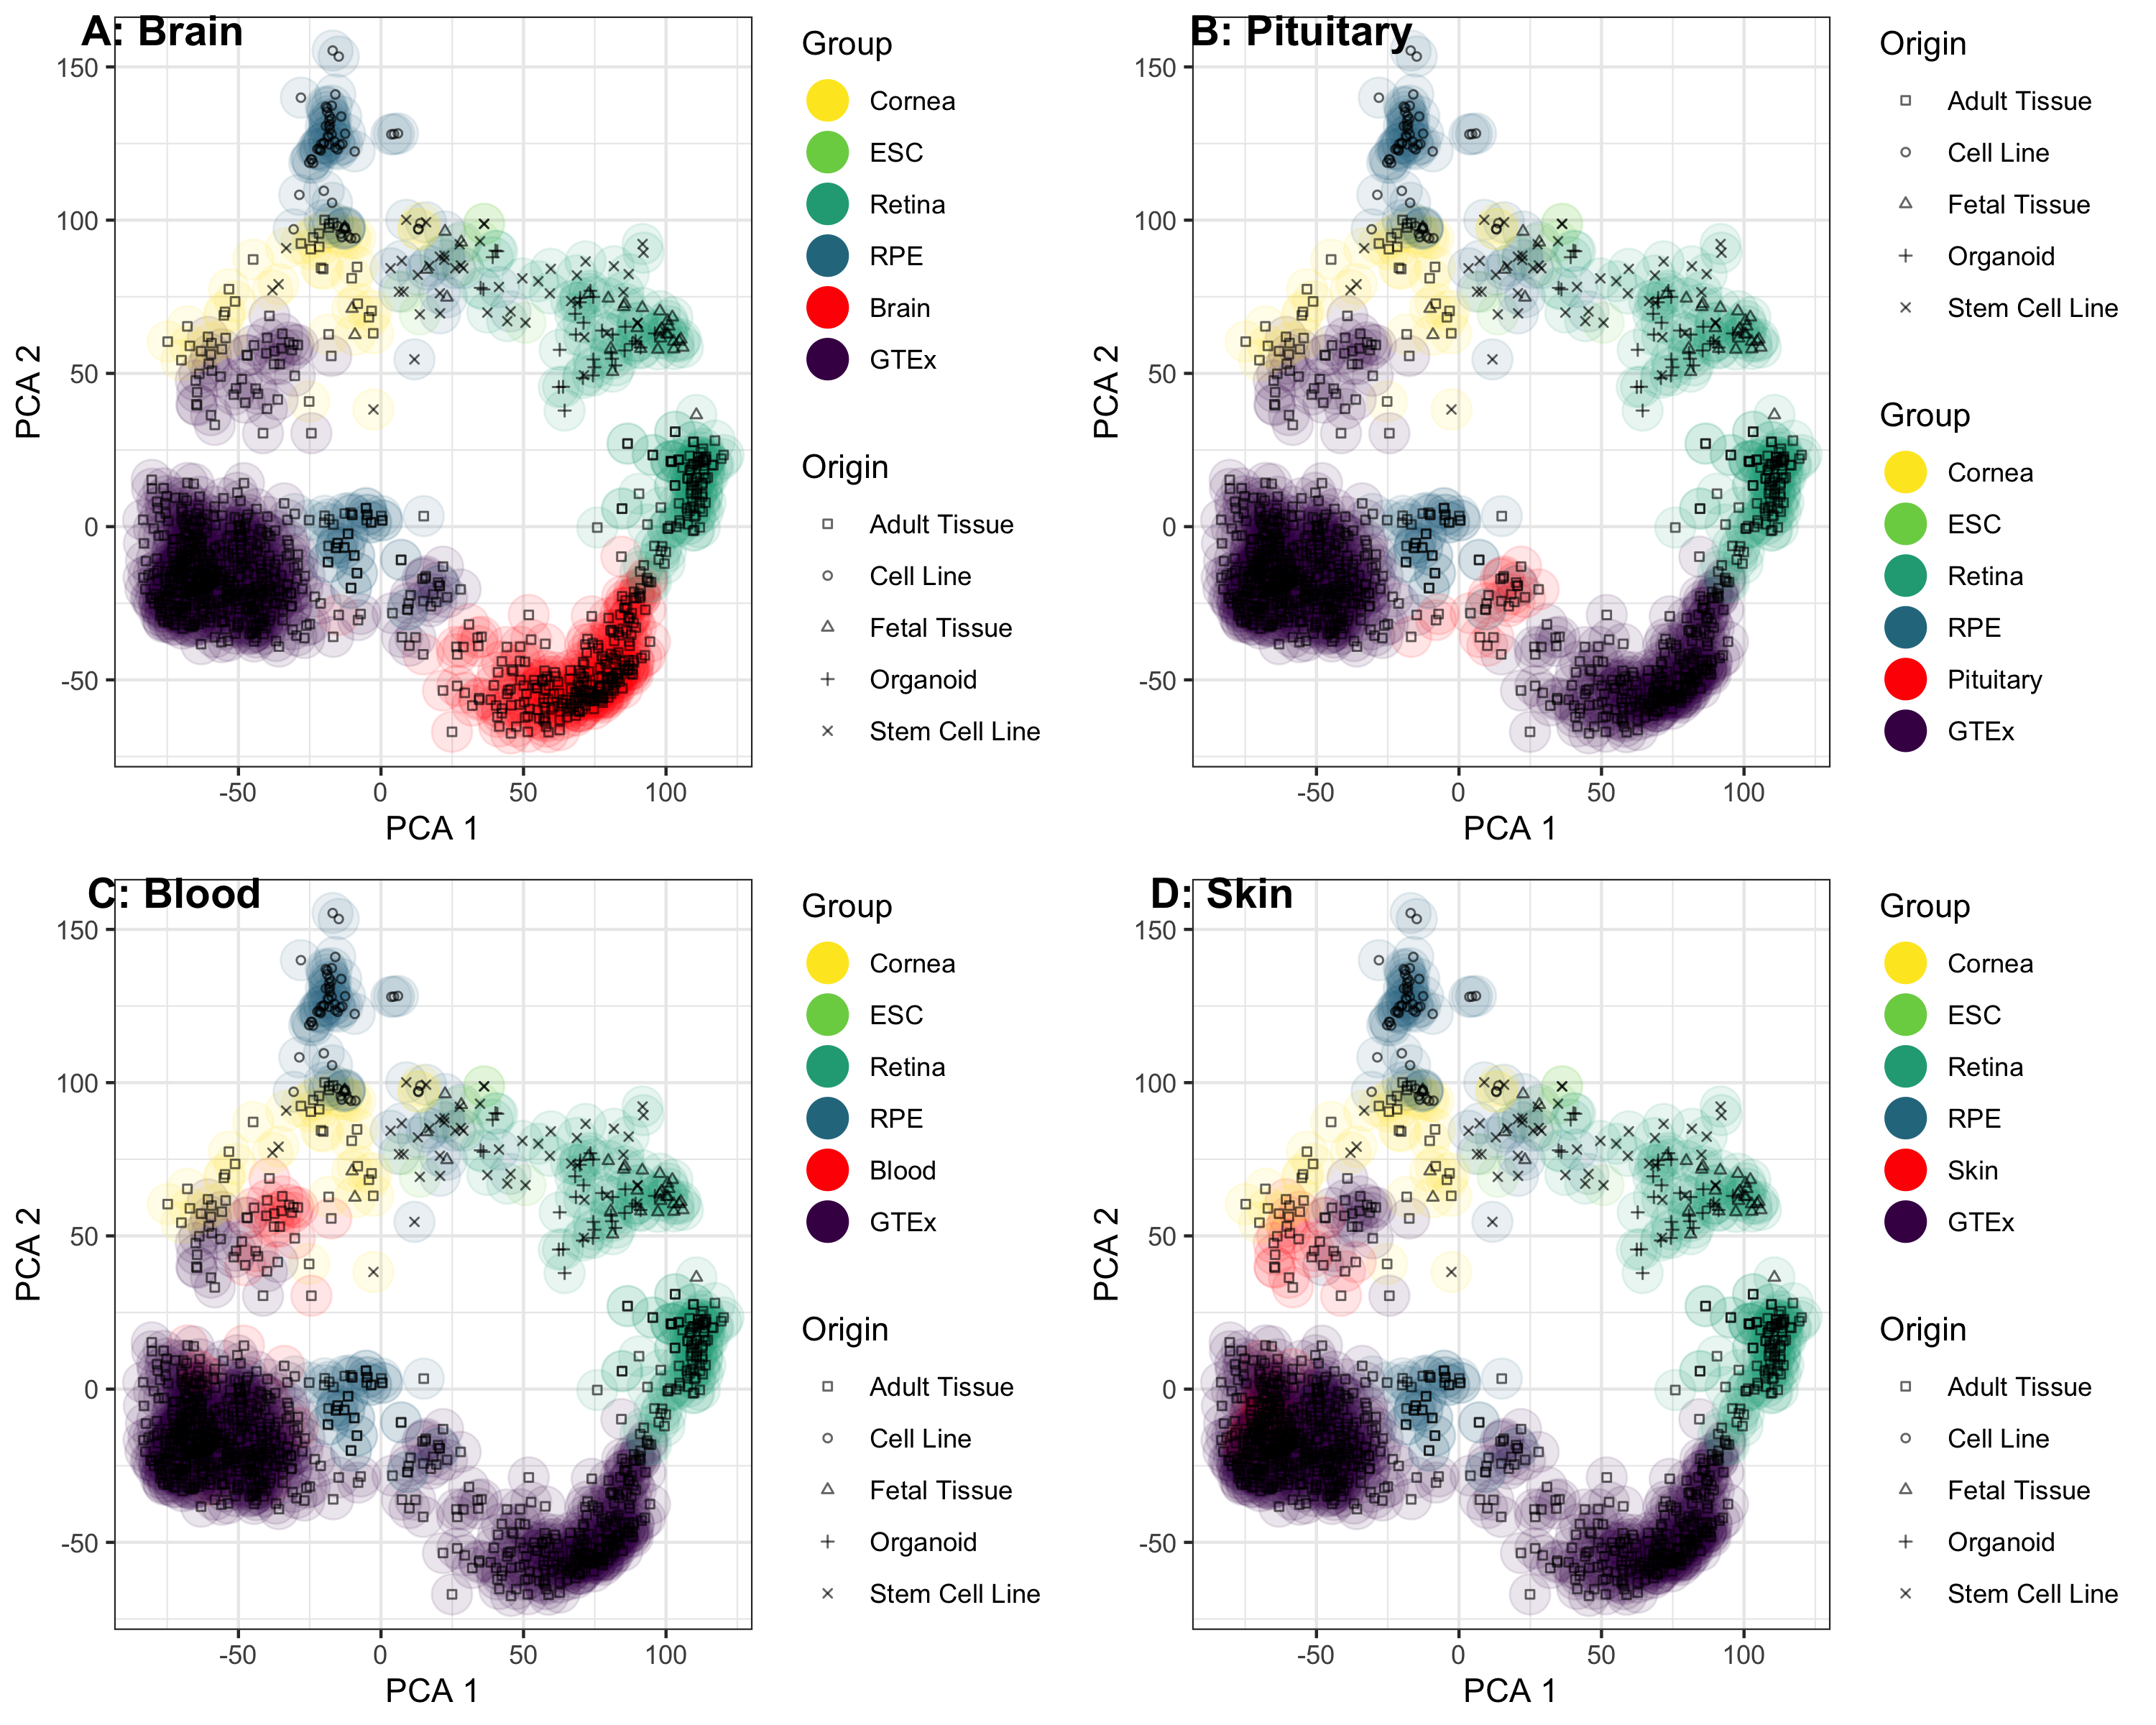 A: Brain
150
100
50
0
-50
-50
0
50
100
PCA 1
PCA 2
Group
Cornea
ESC
Retina
RPE
Brain
GTEx
Origin
Adult Tissue
Cell Line
Fetal Tissue
Organoid
Stem Cell Line
B: Pituitary
150
100
50
0
-50
-50
0
50
100
PCA 1
PCA 2
Origin
Adult Tissue
Cell Line
Fetal Tissue
Organoid
Stem Cell Line
Group
Cornea
ESC
Retina
RPE
Pituitary
GTEx
C: Blood
150
100
50
0
-50
-50
0
50
100
PCA 1
PCA 2
Group
Cornea
ESC
Retina
RPE
Blood
GTEx
Origin
Adult Tissue
Cell Line
Fetal Tissue
Organoid
Stem Cell Line
D: Skin
150
100
50
0
-50
-50
0
50
100
PCA 1
PCA 2
Group
Cornea
ESC
Retina
RPE
Skin
GTEx
Origin
Adult Tissue
Cell Line
Fetal Tissue
Organoid
Stem Cell Line